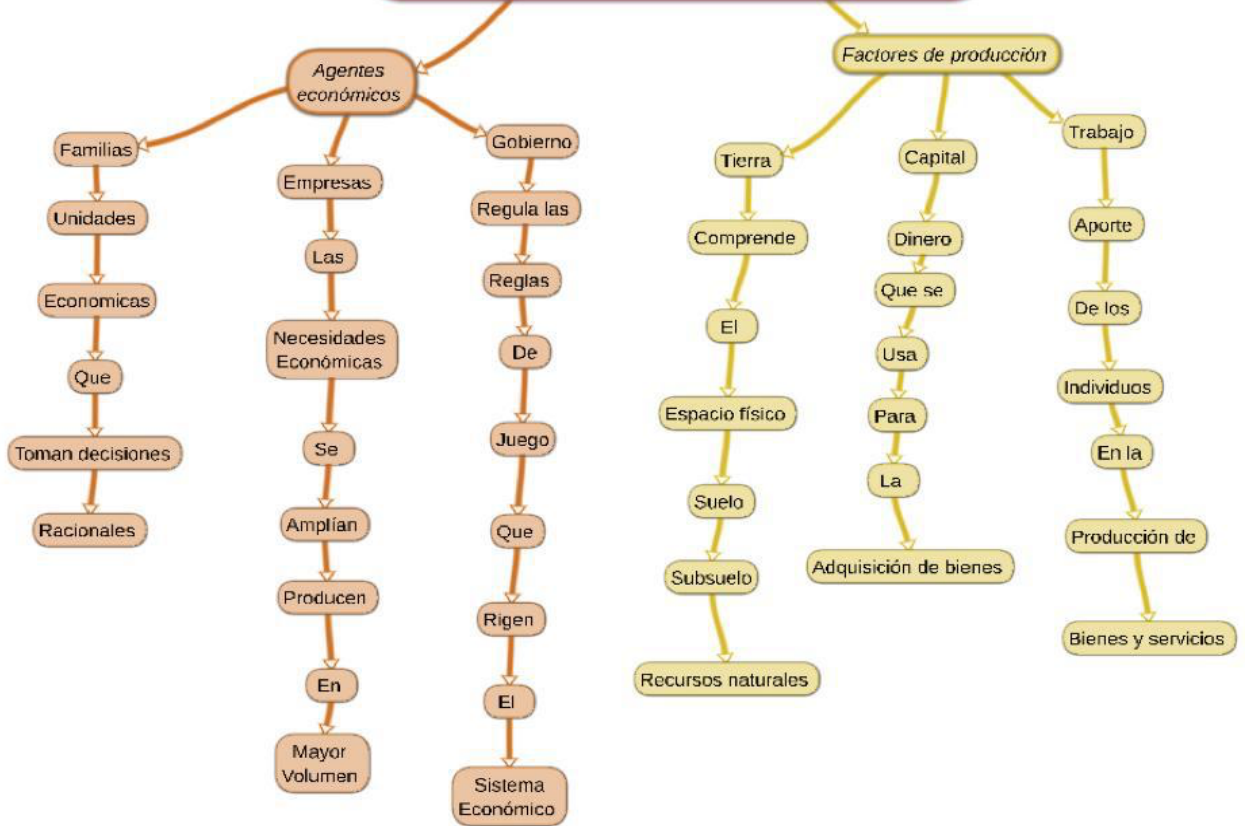 Agentes
económicos
Familias
Unidades
Economicas
Que
Toman decisiones
Racionales
Empresas
Las
Necesidades
Económicas
Se
Amplían
Producen
En
Mayor
Volumen
Gobierno
Regula las
Reglas
De
Juego
Que
Rigen
El
Sistema
Económico
Factores de producción
Tierra
Comprende
El
Espacio físico
Suelo
Subsuelo
Recursos naturales
Capital
Dinero
Que se
Usa
Para
La
Adquisición de bienes
Trabajo
Aporte
De los
Individuos
En la
Producción de
Bienes y servicios